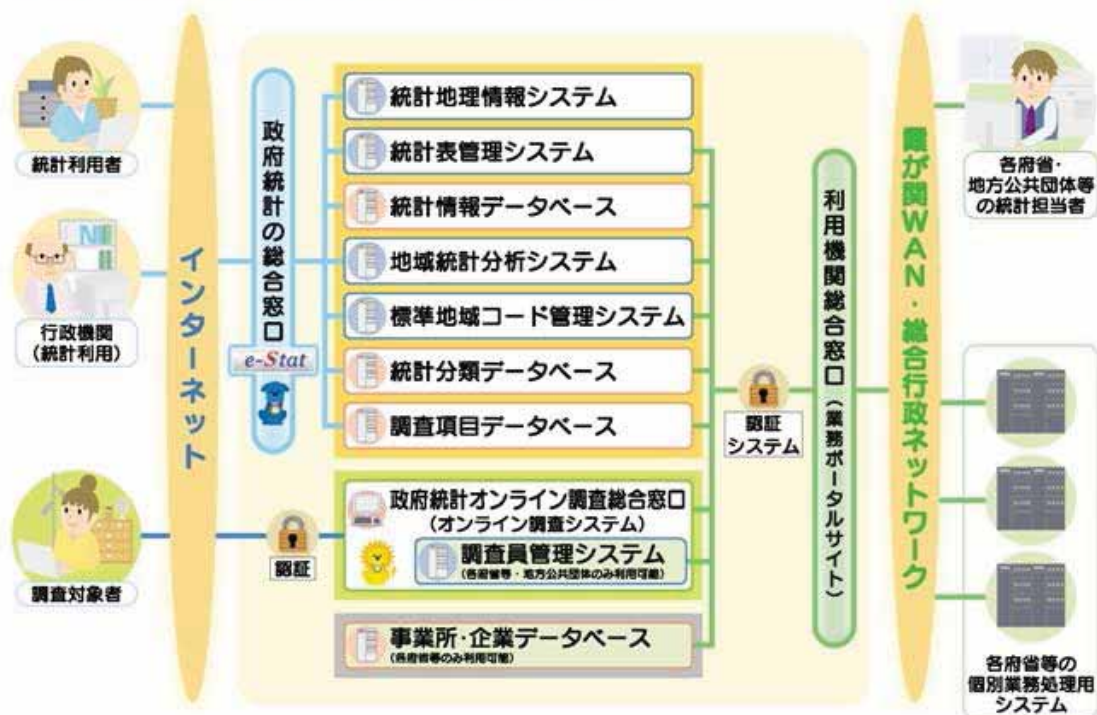 統計利用者
行政機関
(統計利用)
調査対象者
インターネット
政府統計の総合窓口
e-Stat
統計地理情報システム
統計表管理システム
統計情報データベース
地域統計分析システム
標準地域コード管理システム
統計分類データベース
調査項目データベース
認証
政府統計オンライン調査総合窓口
(オンライン調査システム)
調査員管理システム
(各府省等・地方公共団体のみ利用可能)
事業所・企業データベース
(各府省等のみ利用可能)
認証
システム
利用機関総合窓口(業務ポータルサイト)
霞が関WAN・総合行政ネットワーク
各府省・
地方公共団体等
の統計担当者
各府省等の
個別業務処理用
システム